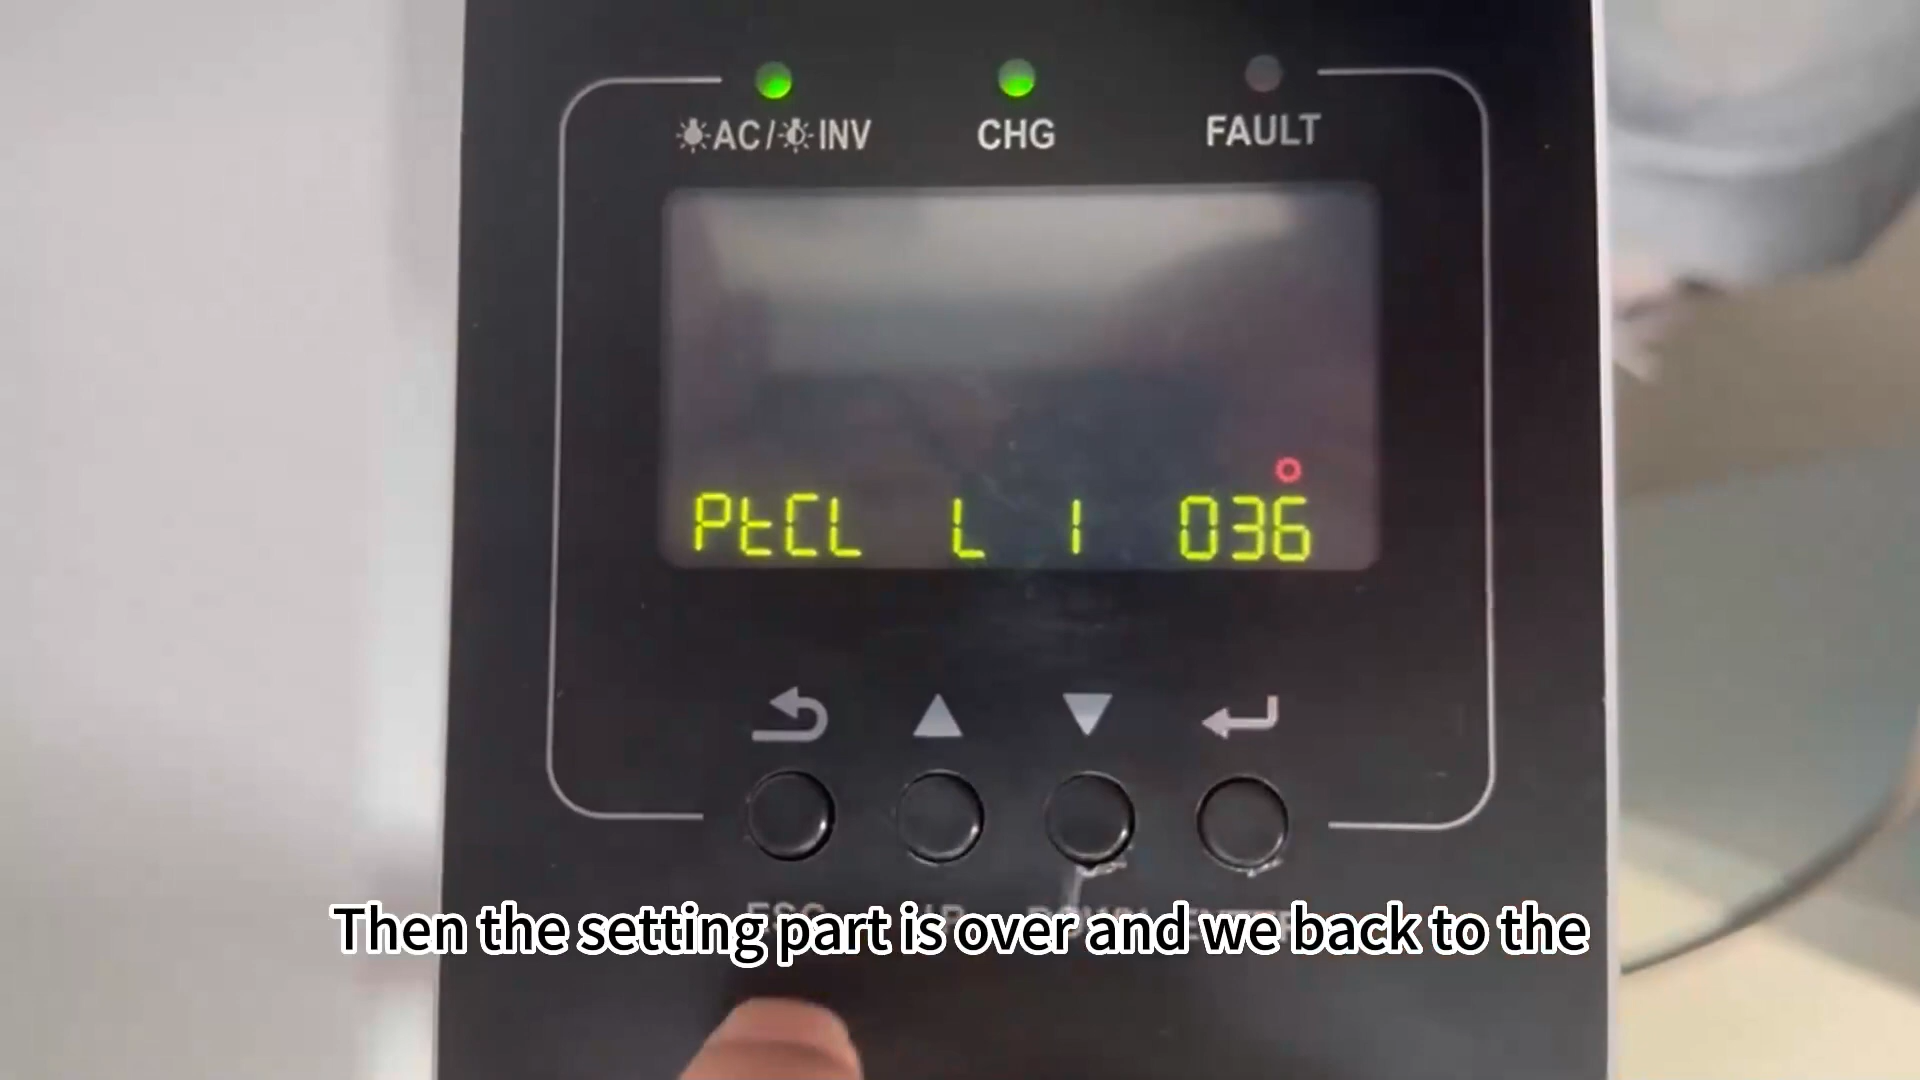 AC/ INV CHG FAULT
PtCL L 1 036
Then the setting part is over and we back to the